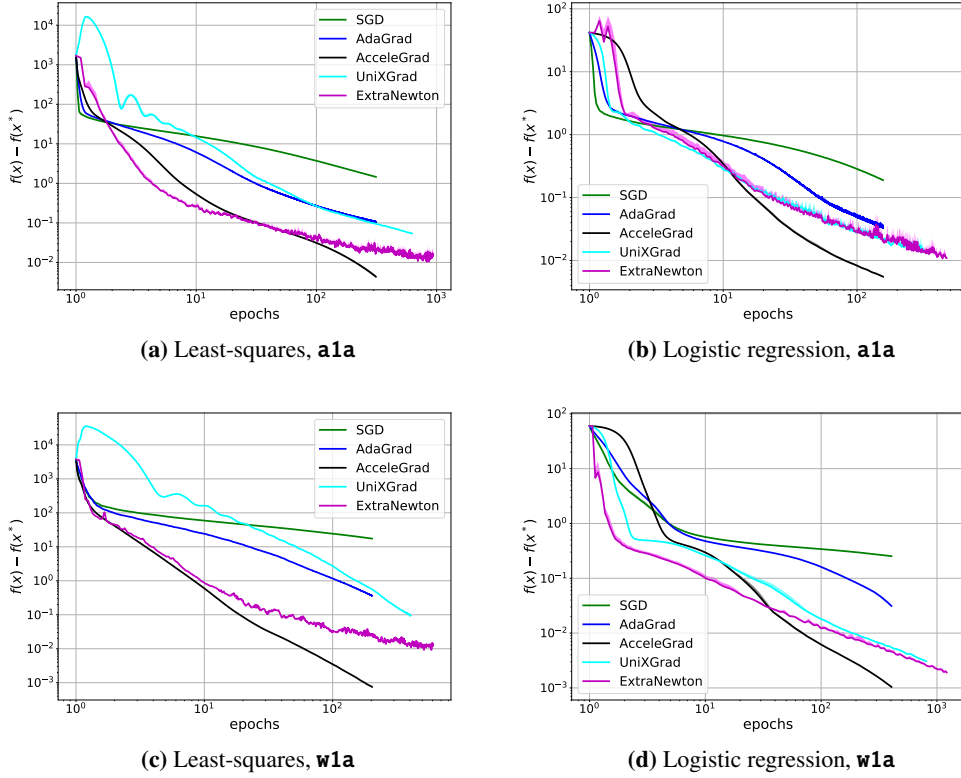 10^4
10^3
10^2
10^1
10^0
10^-1
10^-2
f(x) − f(x*)
SGD
AdaGrad
AcceleGrad
UniXGrad
ExtraNewton
10^0
10^1
10^2
10^3
epochs
(a) Least-squares, a1a
10^2
10^1
10^0
10^-1
10^-2
f(x) − f(x*)
SGD
AdaGrad
AcceleGrad
UniXGrad
ExtraNewton
10^0
10^1
10^2
epochs
(b) Logistic regression, a1a
10^4
10^3
10^2
10^1
10^0
10^-1
10^-2
10^-3
f(x) − f(x*)
SGD
AdaGrad
AcceleGrad
UniXGrad
ExtraNewton
10^0
10^1
10^2
epochs
(c) Least-squares, w1a
10^2
10^1
10^0
10^-1
10^-2
10^-3
f(x) − f(x*)
SGD
AdaGrad
AcceleGrad
UniXGrad
ExtraNewton
10^0
10^1
10^2
10^3
epochs
(d) Logistic regression, w1a